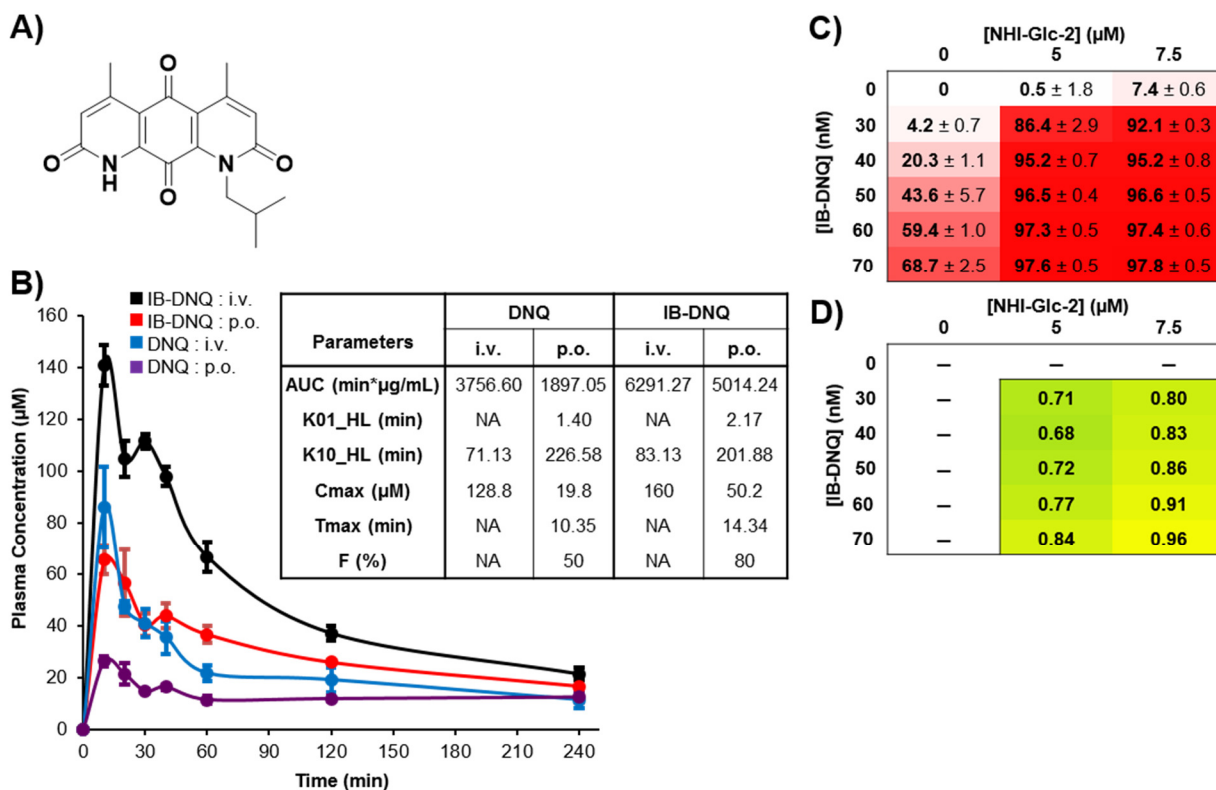 A)
O
O
N
H
O
N
O
B)
IB-DNQ : i.v.
IB-DNQ : p.o.
DNQ : i.v.
DNQ : p.o.
Plasma Concentration (µM)
160
140
120
100
80
60
40
20
0
0 30 60 90 120 150 180 210 240
Time (min)
Parameters DNQ IB-DNQ
i.v. p.o. i.v. p.o.
AUC (min*µg/mL) 3756.60 1897.05 6291.27 5014.24
K01_HL (min) NA 1.40 NA 2.17
K10_HL (min) 71.13 226.58 83.13 201.88
Cmax (µM) 128.8 19.8 160 50.2
Tmax (min) NA 10.35 NA 14.34
F (%) NA 50 NA 80
C)
[NHI-Glc-2] (µM)
0 5 7.5
[IB-DNQ] (nM)
0 0 0.5 ± 1.8 7.4 ± 0.6
30 4.2 ± 0.7 86.4 ± 2.9 92.1 ± 0.3
40 20.3 ± 1.1 95.2 ± 0.7 95.2 ± 0.8
50 43.6 ± 5.7 96.5 ± 0.4 96.6 ± 0.5
60 59.4 ± 1.0 97.3 ± 0.5 97.4 ± 0.6
70 68.7 ± 2.5 97.6 ± 0.5 97.8 ± 0.5
D)
[NHI-Glc-2] (µM)
0 5 7.5
[IB-DNQ] (nM)
0 – – –
30 – 0.71 0.80
40 – 0.68 0.83
50 – 0.72 0.86
60 – 0.77 0.91
70 – 0.84 0.96